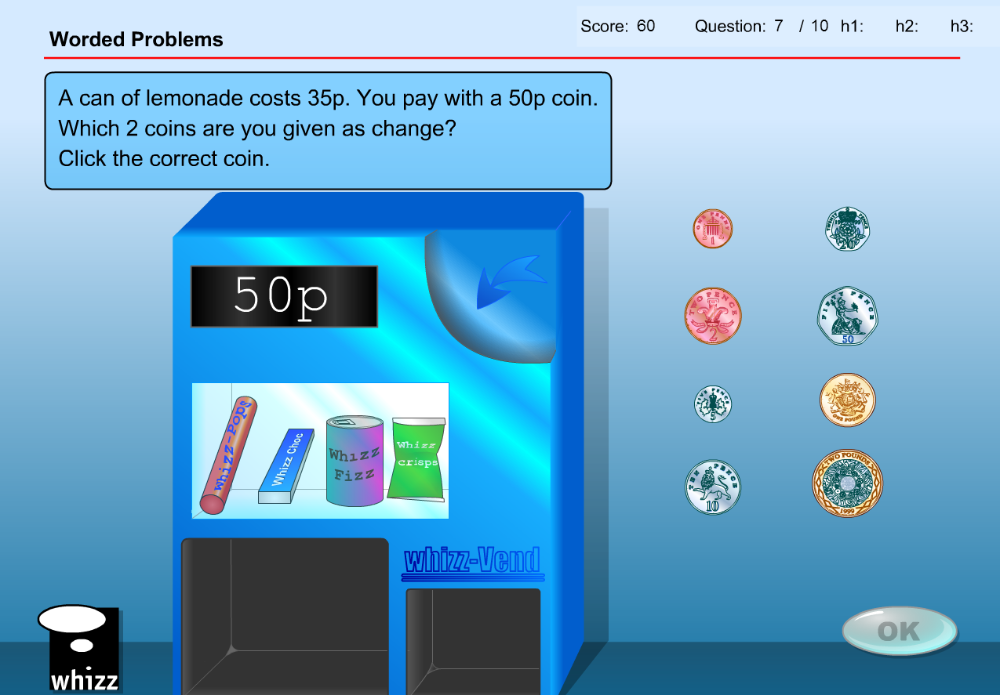 Score: 60 Question: 7 / 10 h1: h2: h3:
Worded Problems
A can of lemonade costs 35p. You pay with a 50p coin.
Which 2 coins are you given as change?
Click the correct coin.
50p
ONE PENNY
1
TWENTY PENCE
20
TWO PENCE
2
FIFTY PENCE
50
FIVE PENCE
5
ONE POUND
TEN PENCE
10
TWO POUNDS
1999
Whizz-Pops
Whizz Choc
Whizz
Fizz
Whizz
crisps
whizz-Vend
OK
whizz